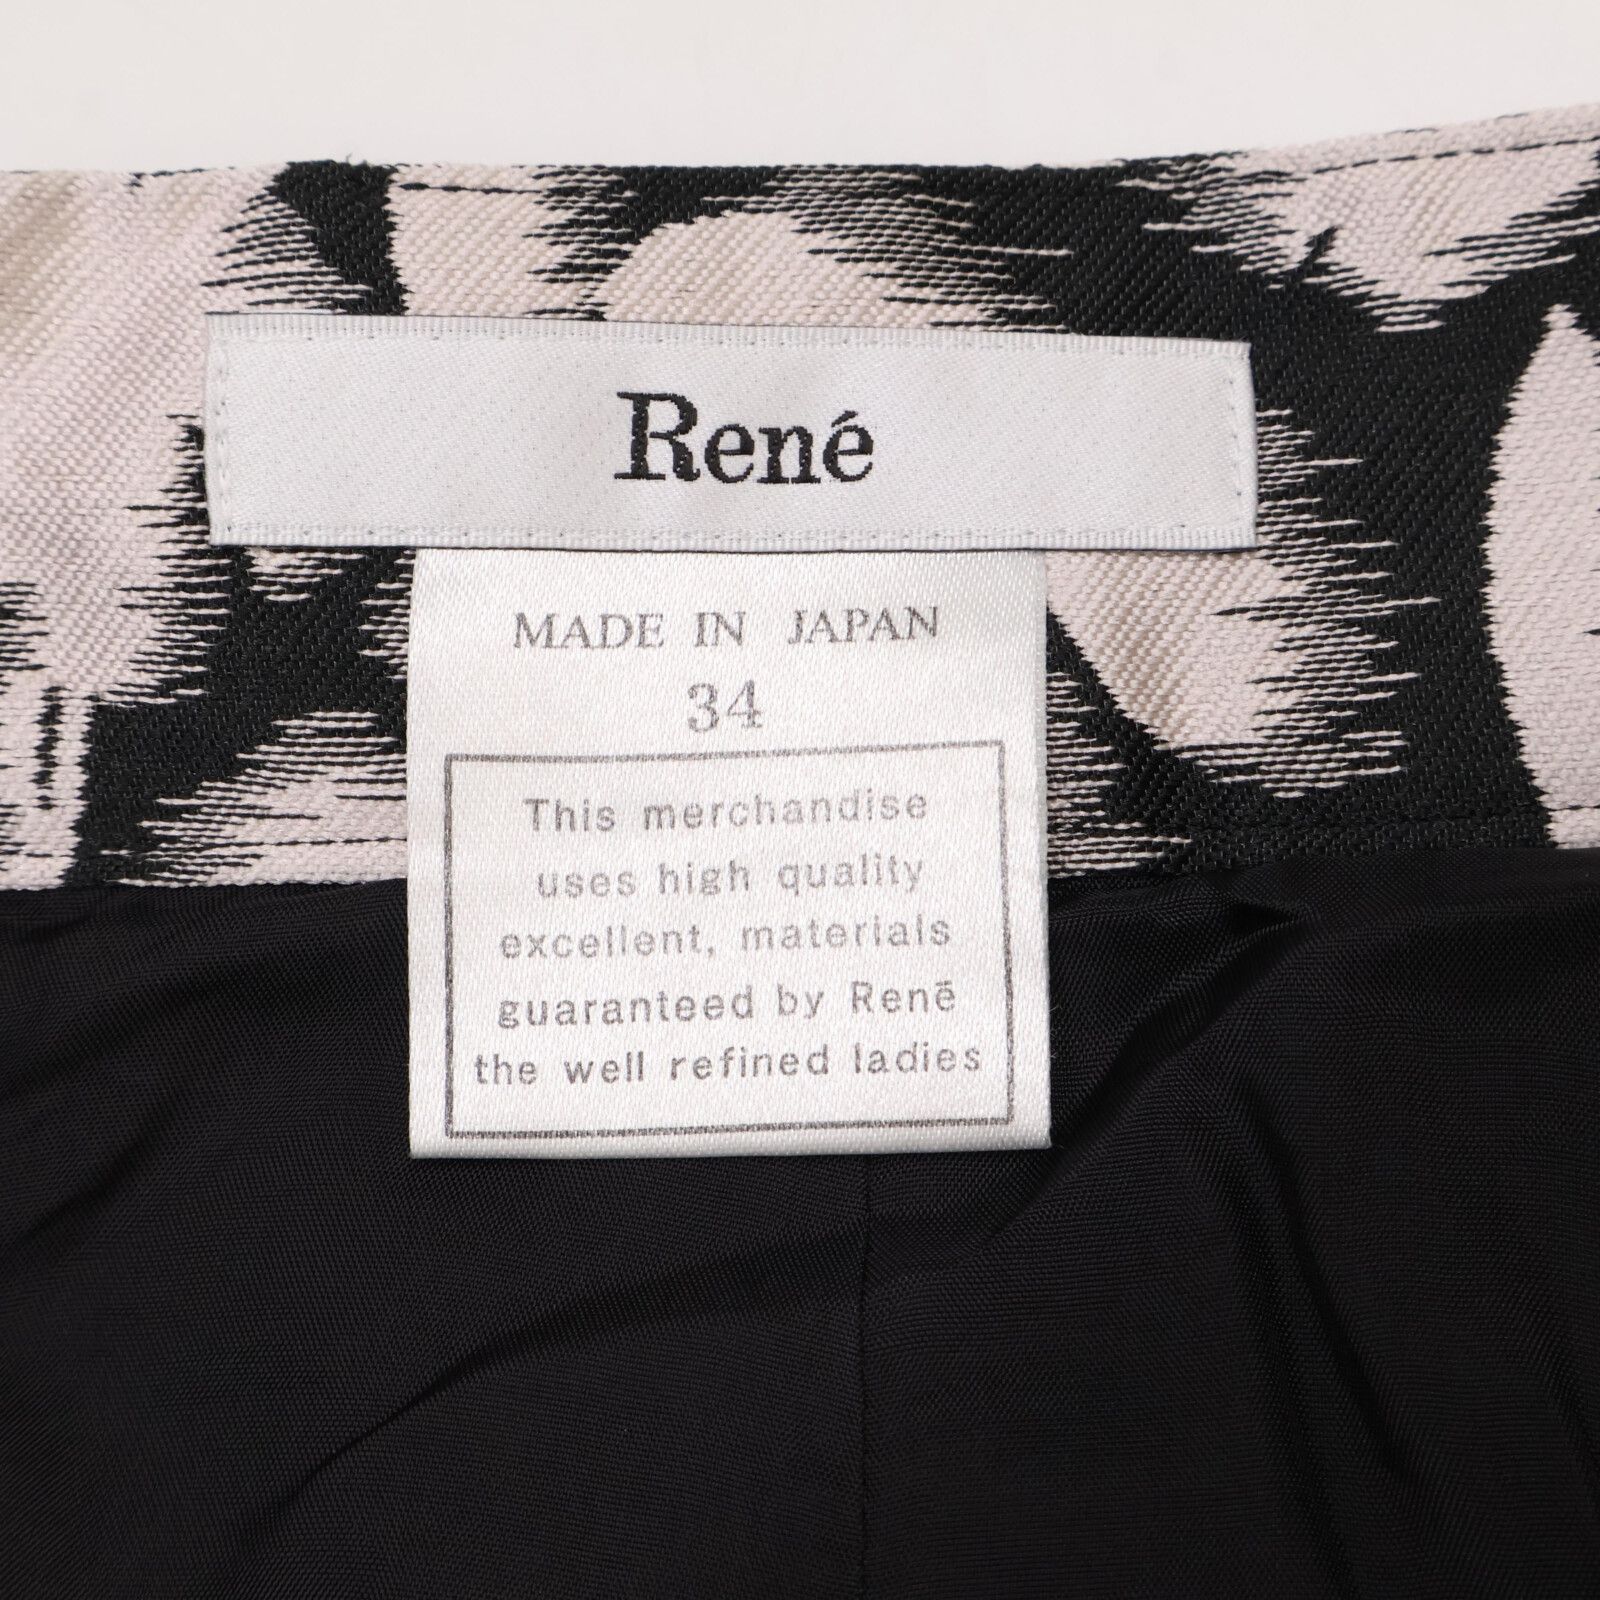 René
MADE IN JAPAN
34
This merchandise
uses high quality
excellent, materials
guaranteed by Renē
the well refined ladies